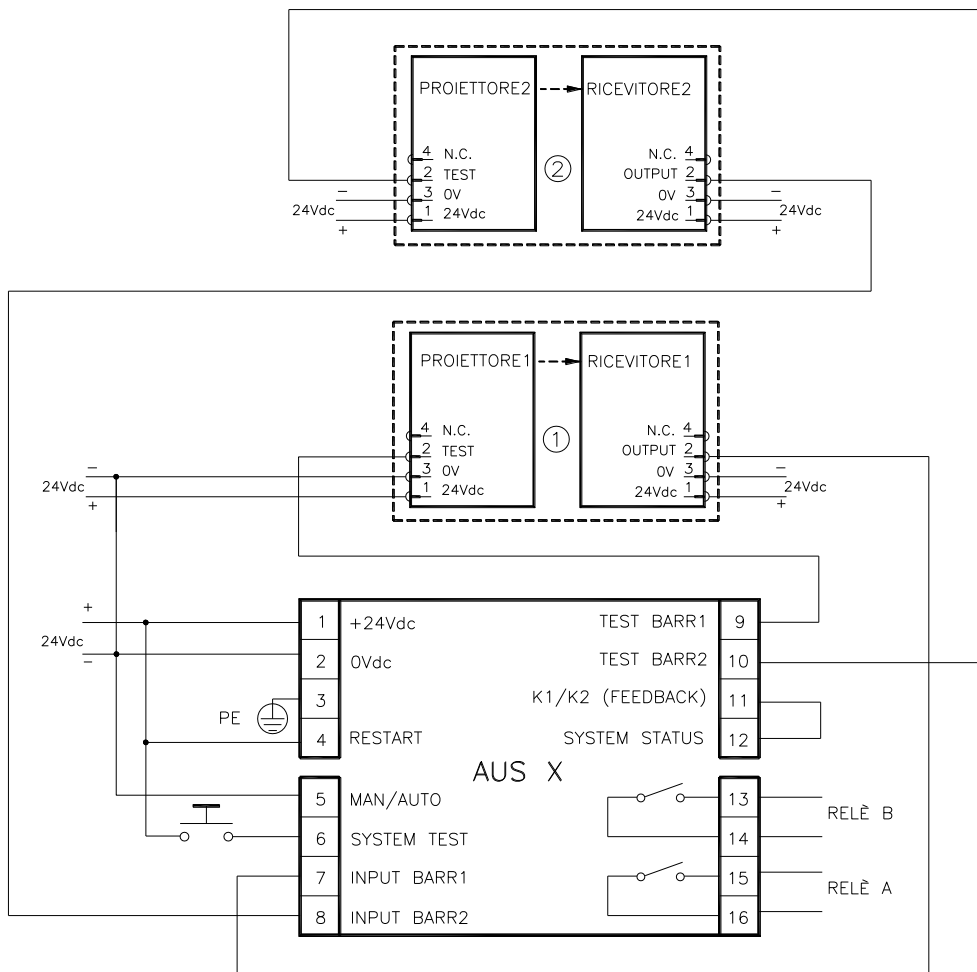 PROIETTORE2
RICEVITORE2
4 N.C.
2 TEST
3 0V
1 24Vdc
N.C. 4
OUTPUT 2
0V 3
24Vdc 1
−
24Vdc
+
−
24Vdc
+
2
PROIETTORE1
RICEVITORE1
4 N.C.
2 TEST
3 0V
1 24Vdc
N.C. 4
OUTPUT 2
0V 3
24Vdc 1
−
24Vdc
+
−
24Vdc
+
1
+
24Vdc
−
1 +24Vdc
2 0Vdc
3
PE
4 RESTART
TEST BARR1 9
TEST BARR2 10
K1/K2 (FEEDBACK) 11
SYSTEM STATUS 12
AUS X
5 MAN/AUTO
6 SYSTEM TEST
7 INPUT BARR1
8 INPUT BARR2
13
14
RELÈ B
15
16
RELÈ A